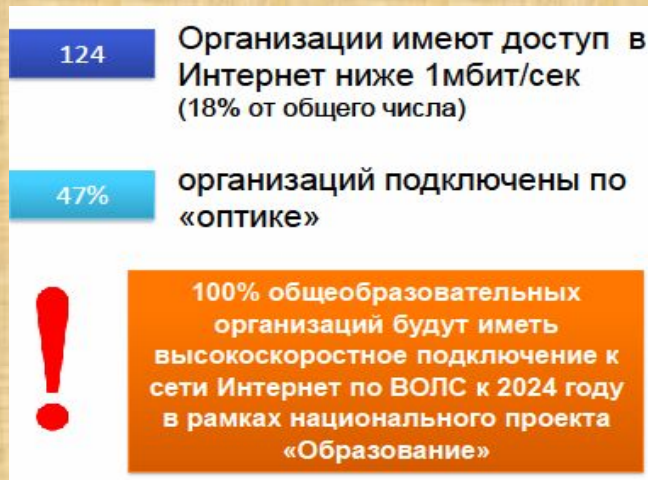 124
Организации имеют доступ в
Интернет ниже 1мбит/сек
(18% от общего числа)
47%
организаций подключены по
«оптике»
!
100% общеобразовательных
организаций будут иметь
высокоскоростное подключение к
сети Интернет по ВОЛС к 2024 году
в рамках национального проекта
«Образование»